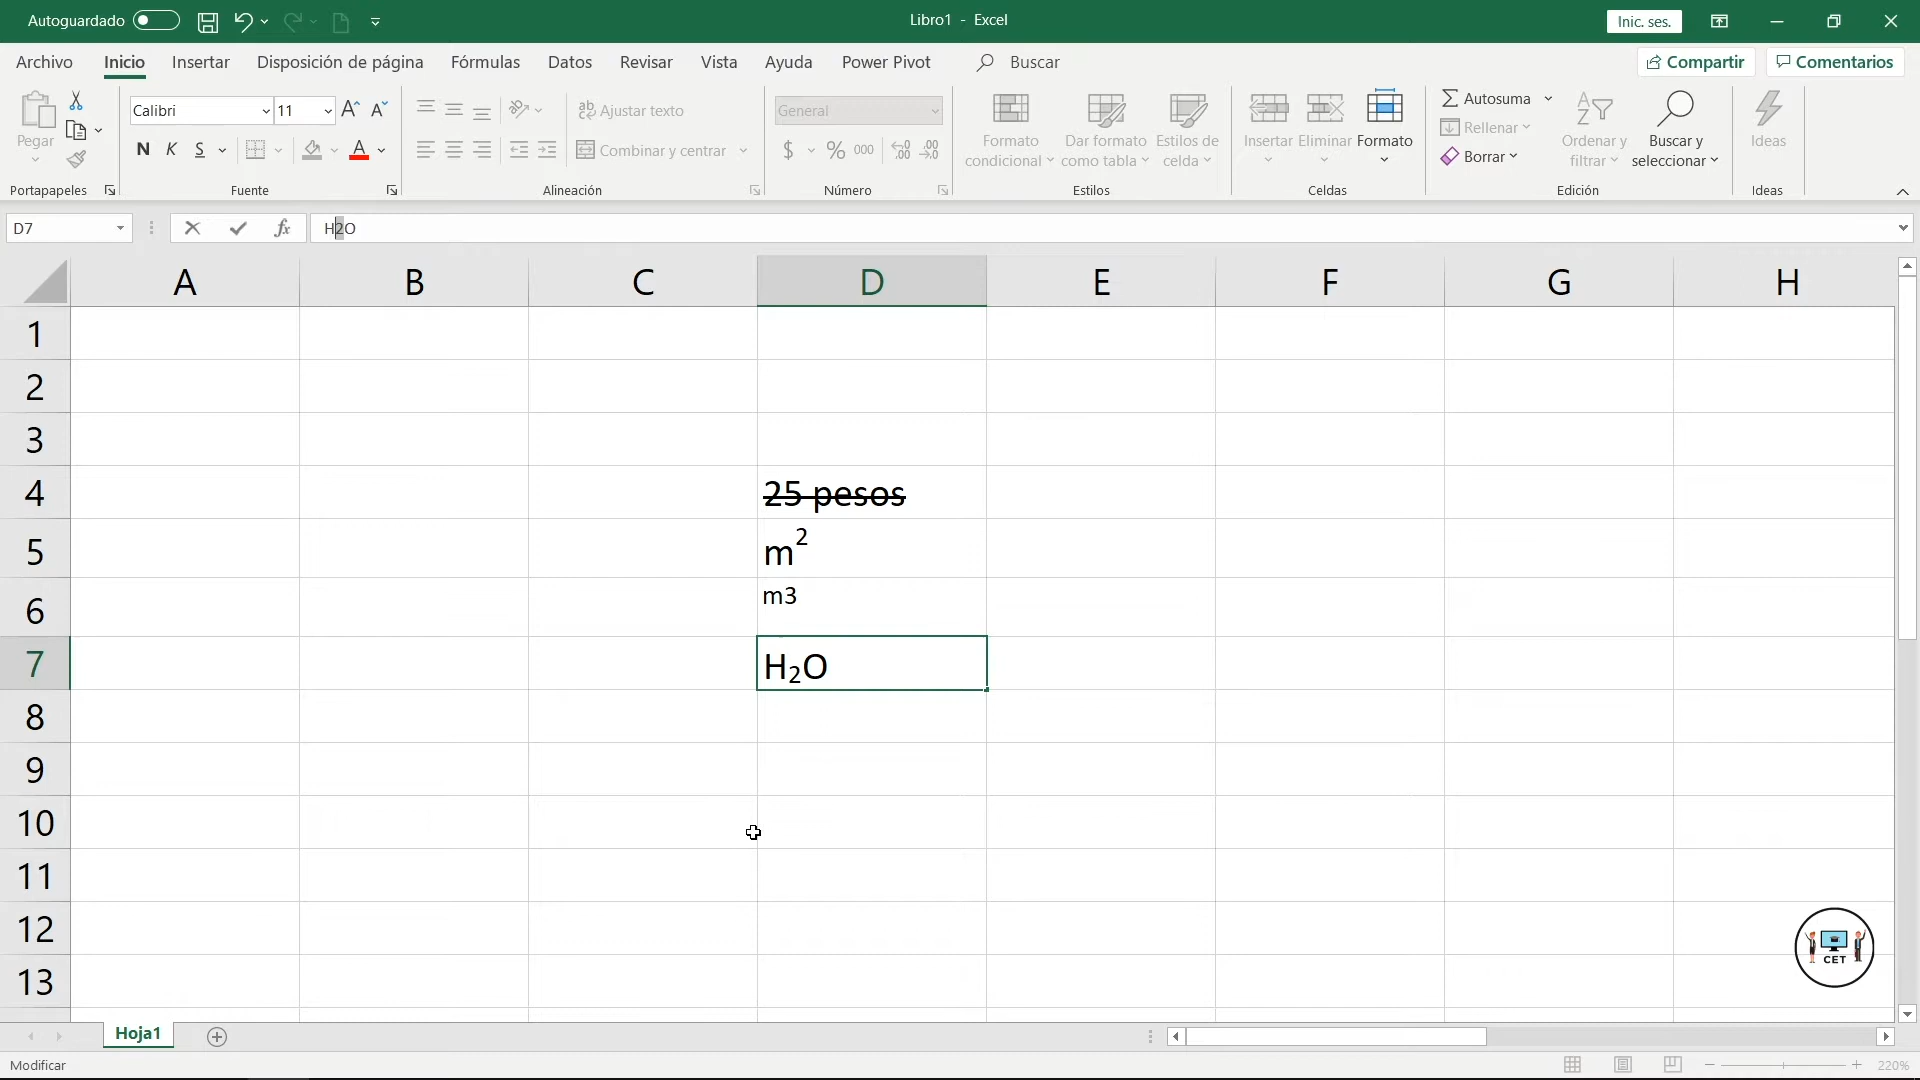 Autoguardado
Libro1 - Excel
Inic. ses.
Archivo Inicio Insertar Disposición de página Fórmulas Datos Revisar Vista Ayuda Power Pivot Buscar Compartir Comentarios
Pegar
Calibri 11
N K S A
Ajustar texto
Combinar y centrar
General
$ % 000
Formato condicional
Dar formato como tabla
Estilos de celda
Insertar Eliminar Formato
Autosuma
Rellenar
Borrar
Ordenar y filtrar
Buscar y seleccionar
Ideas
Portapapeles Fuente Alineación Número Estilos Celdas Edición Ideas
D7 fx H2O
A B C D E F G H
1
2
3
4 25 pesos
5 m²
6 m3
7 H₂O
8
9
10
11
12
13
CET
Hoja1
Modificar 220%